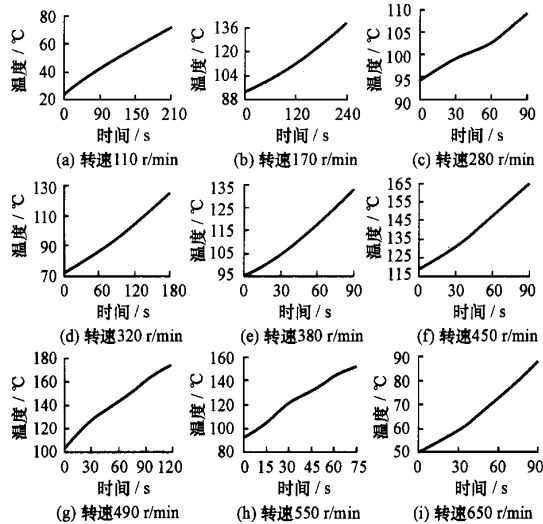 温度 / ℃
80
60
40
20
0 90 150 210
时间 / s
(a) 转速110 r/min
温度 / ℃
136
120
104
88
0 120 240
时间 / s
(b) 转速170 r/min
温度 / ℃
110
105
100
95
90
0 30 60 90
时间 / s
(c) 转速280 r/min
温度 / ℃
130
110
90
70
0 60 120 180
时间 / s
(d) 转速320 r/min
温度 / ℃
135
125
115
105
95
0 30 60 90
时间 / s
(e) 转速380 r/min
温度 / ℃
165
155
145
135
125
115
0 30 60 90
时间 / s
(f) 转速450 r/min
温度 / ℃
180
160
140
120
100
0 30 60 90 120
时间 / s
(g) 转速490 r/min
温度 / ℃
160
140
120
100
80
0 15 30 45 60 75
时间 / s
(h) 转速550 r/min
温度 / ℃
90
80
70
60
50
0 30 60 90
时间 / s
(i) 转速650 r/min